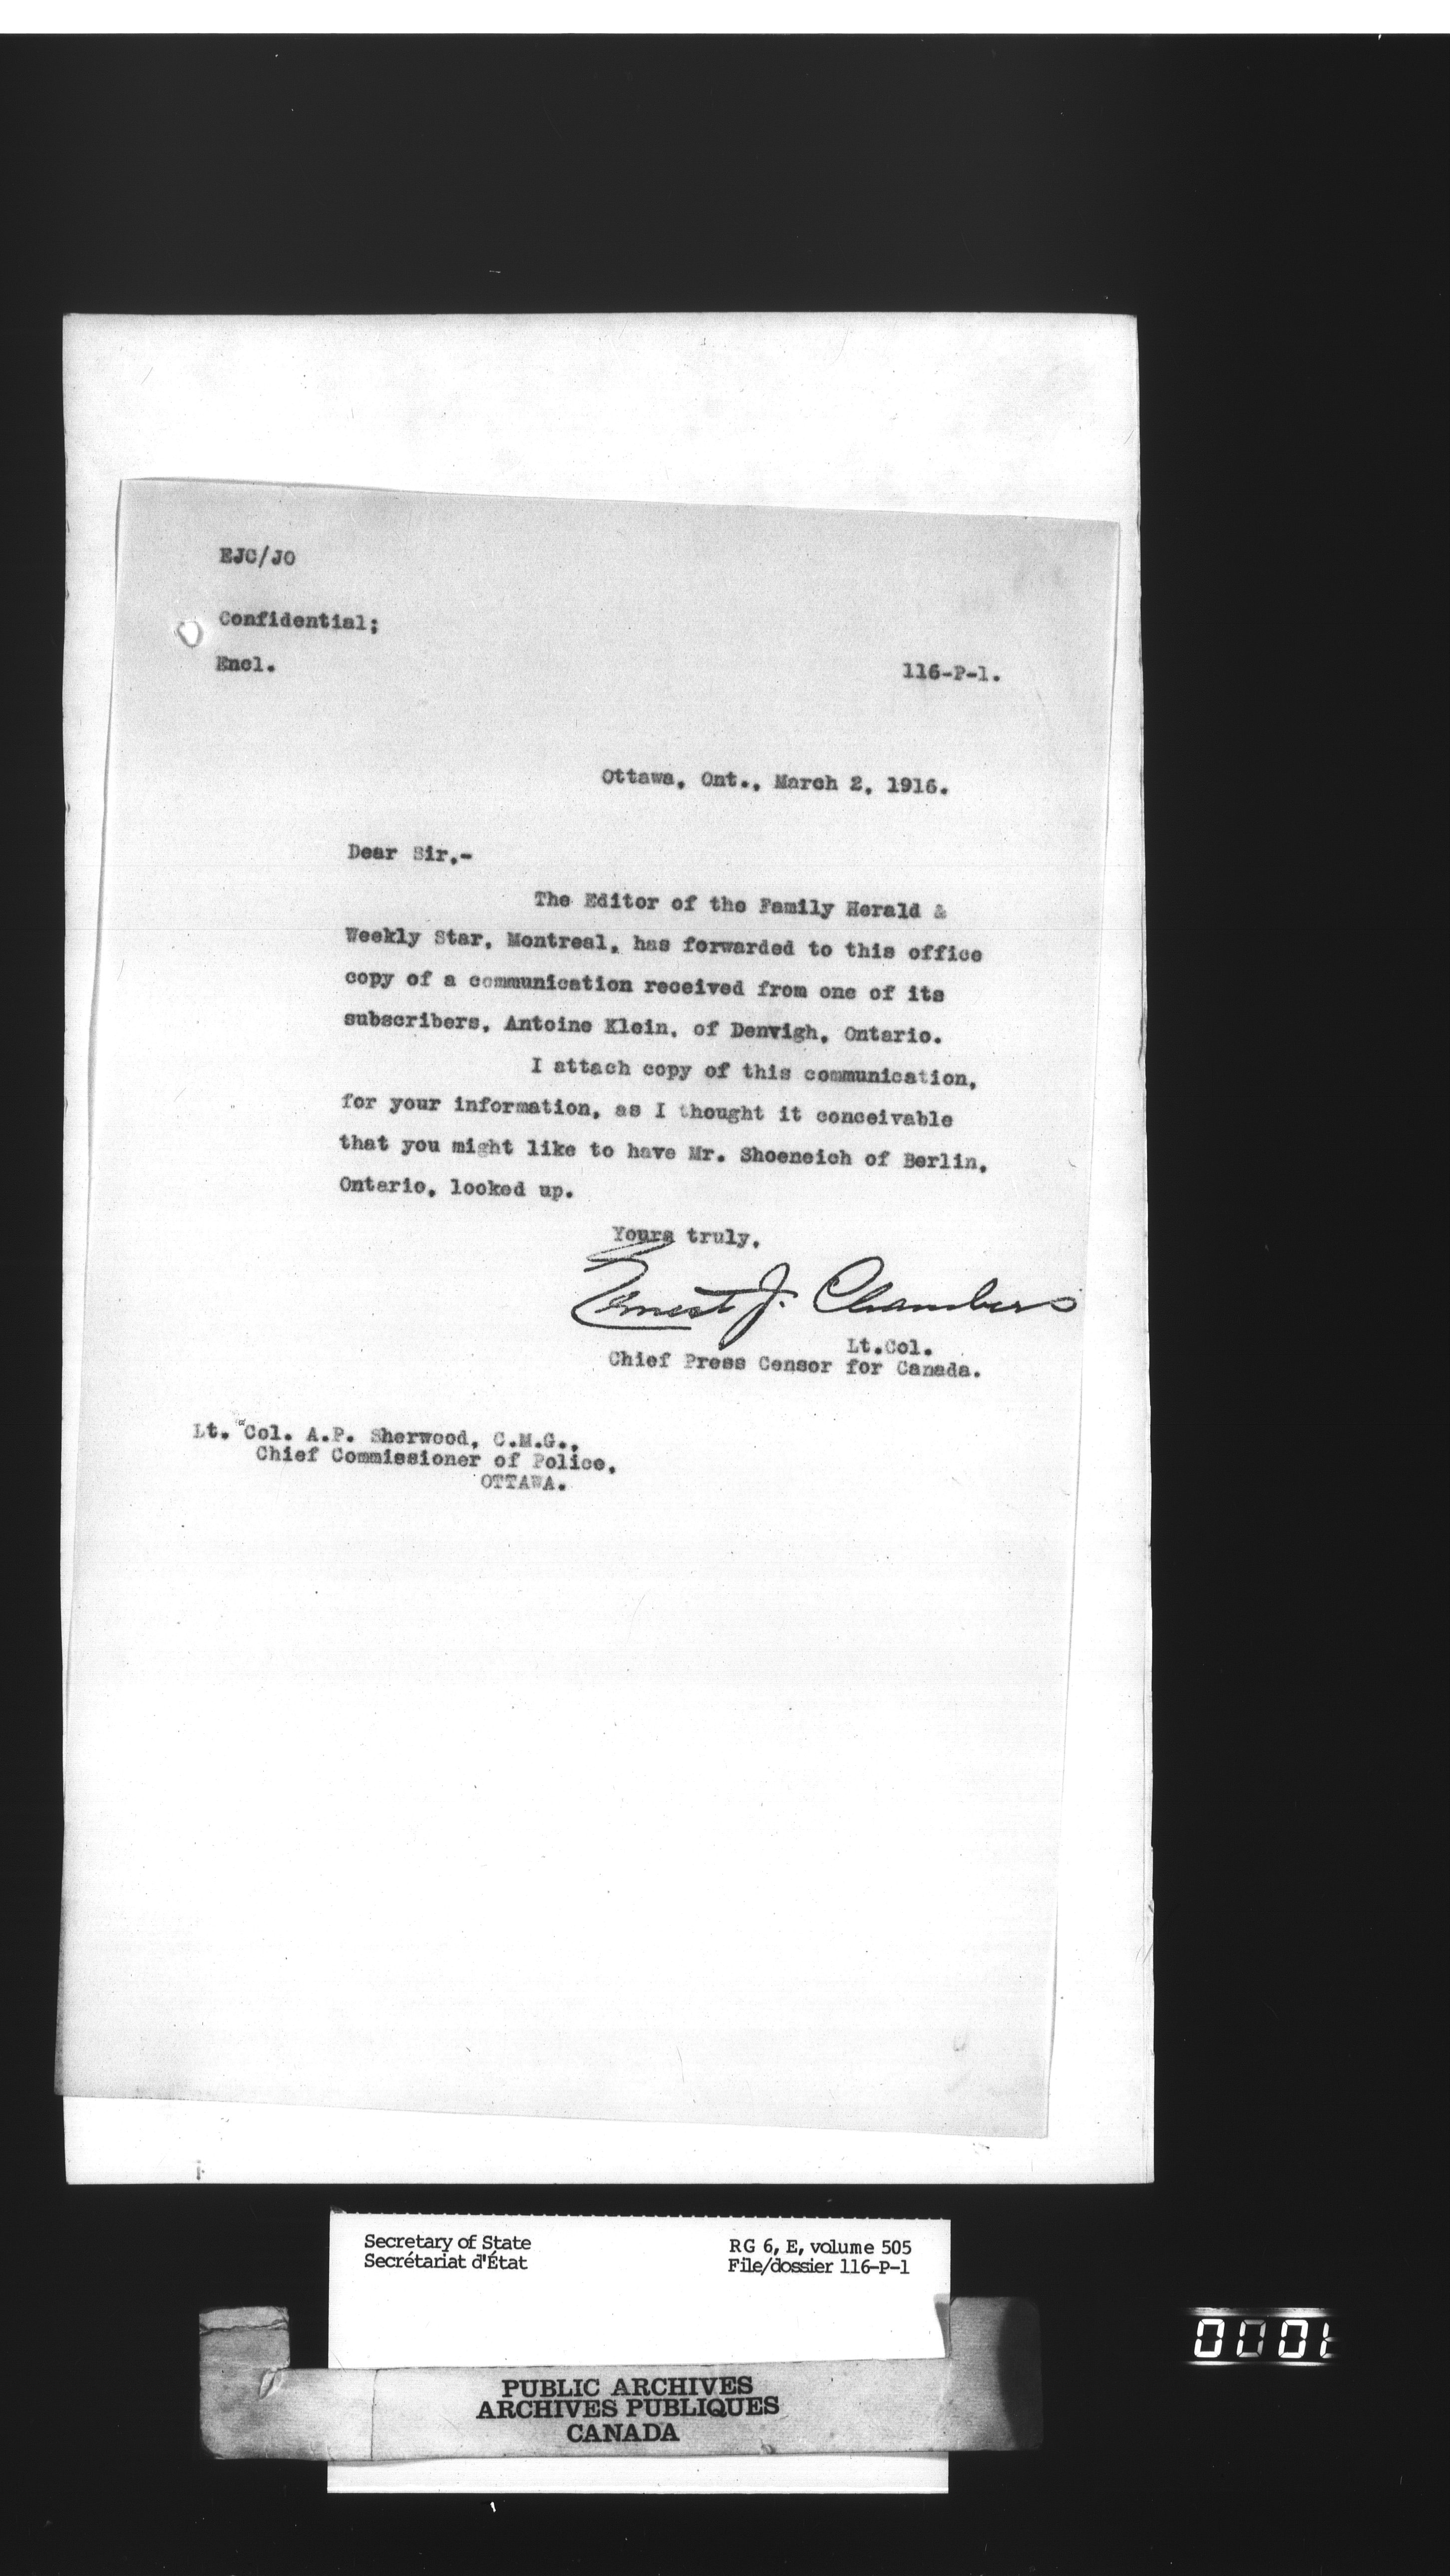 EJC/JO
Confidential;
Encl.
116-P-1.
Ottawa, Ont., March 2, 1916.
Dear Sir,-
The Editor of the Family Herald &
Weekly Star, Montreal, has forwarded to this office
copy of a communication received from one of its
subscribers, Antoine Klein, of Denvigh, Ontario.
I attach copy of this communication,
for your information, as I thought it conceivable
that you might like to have Mr. Shoeneich of Berlin,
Ontario, looked up.
Yours truly,
Ernest J. Chambers
Lt.Col.
Chief Press Censor for Canada.
Lt. Col. A.P. Sherwood, C.M.G.,
Chief Commissioner of Police,
OTTAWA.
Secretary of State
Secrétariat d'État
RG 6, E, volume 505
File/dossier 116-P-1
PUBLIC ARCHIVES
ARCHIVES PUBLIQUES
CANADA